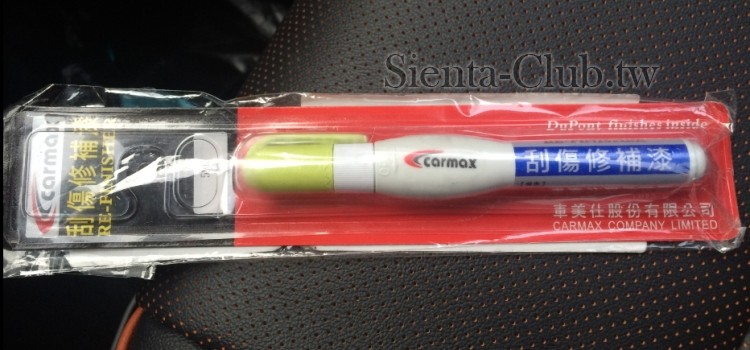 Sienta-Club.tw
carmax
刮傷修補漆
RE-FINISHER
DuPont finishes inside
carmax
刮傷修補漆
車美仕股份有限公司
CARMAX COMPANY LIMITED